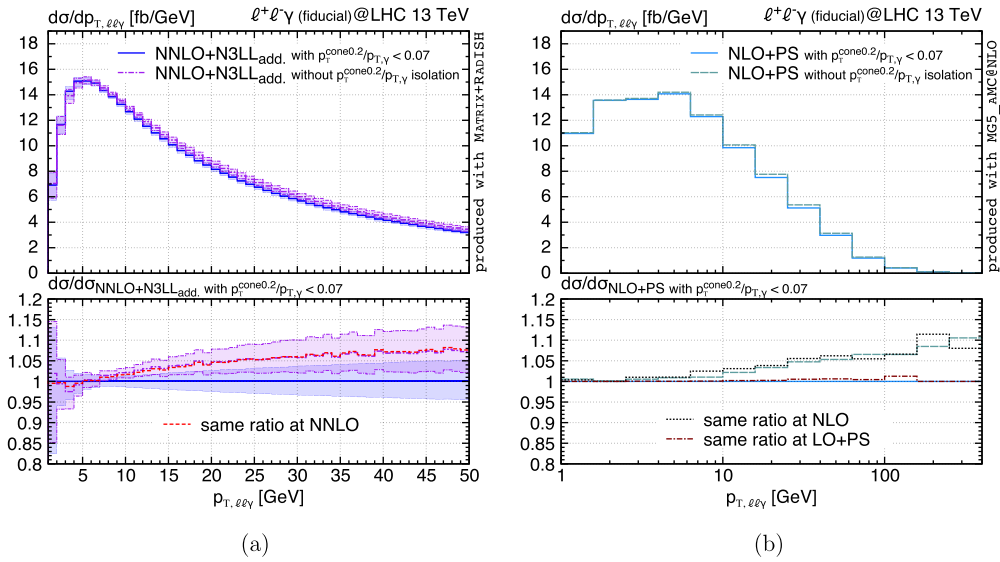 dσ/dp_T,ℓℓγ [fb/GeV]
ℓ⁺ℓ⁻γ (fiducial)@LHC 13 TeV
NNLO+N3LL_add. with p_T^cone0.2/p_T,γ < 0.07
NNLO+N3LL_add. without p_T^cone0.2/p_T,γ isolation
18
16
14
12
10
8
6
4
2
0
produced with MATRIX+RADISH
dσ/dσ_NNLO+N3LL_add. with p_T^cone0.2/p_T,γ < 0.07
1.2
1.15
1.1
1.05
1
0.95
0.9
0.85
0.8
same ratio at NNLO
5 10 15 20 25 30 35 40 45 50
p_T,ℓℓγ [GeV]
(a)
dσ/dp_T,ℓℓγ [fb/GeV]
ℓ⁺ℓ⁻γ (fiducial)@LHC 13 TeV
NLO+PS with p_T^cone0.2/p_T,γ < 0.07
NLO+PS without p_T^cone0.2/p_T,γ isolation
18
16
14
12
10
8
6
4
2
0
produced with MG5_aMC@NLO
dσ/dσ_NLO+PS with p_T^cone0.2/p_T,γ < 0.07
1.2
1.15
1.1
1.05
1
0.95
0.9
0.85
0.8
same ratio at NLO
same ratio at LO+PS
1 10 100
p_T,ℓℓγ [GeV]
(b)